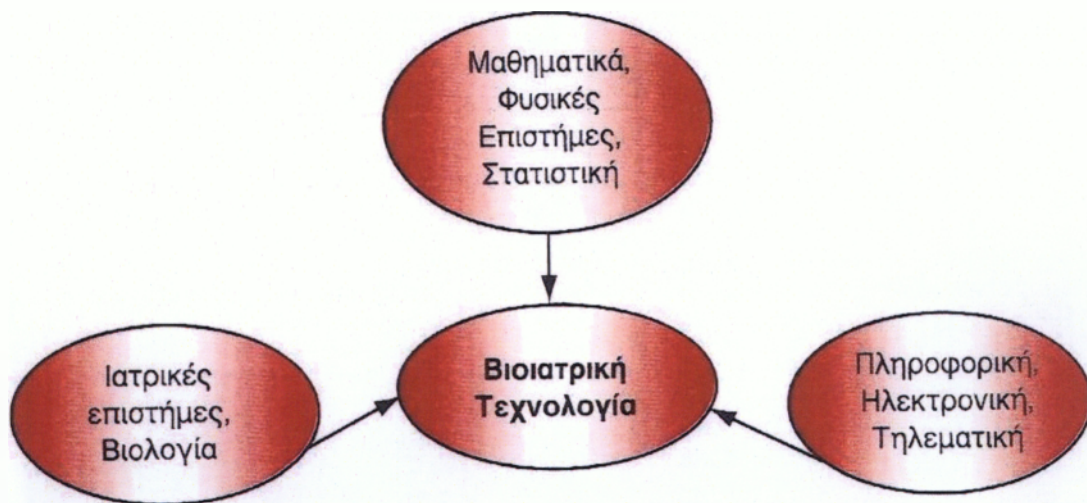 Μαθηματικά,
Φυσικές
Επιστήμες,
Στατιστική
Ιατρικές
επιστήμες,
Βιολογία
Βιοιατρική
Τεχνολογία
Πληροφορική,
Ηλεκτρονική,
Τηλεματική